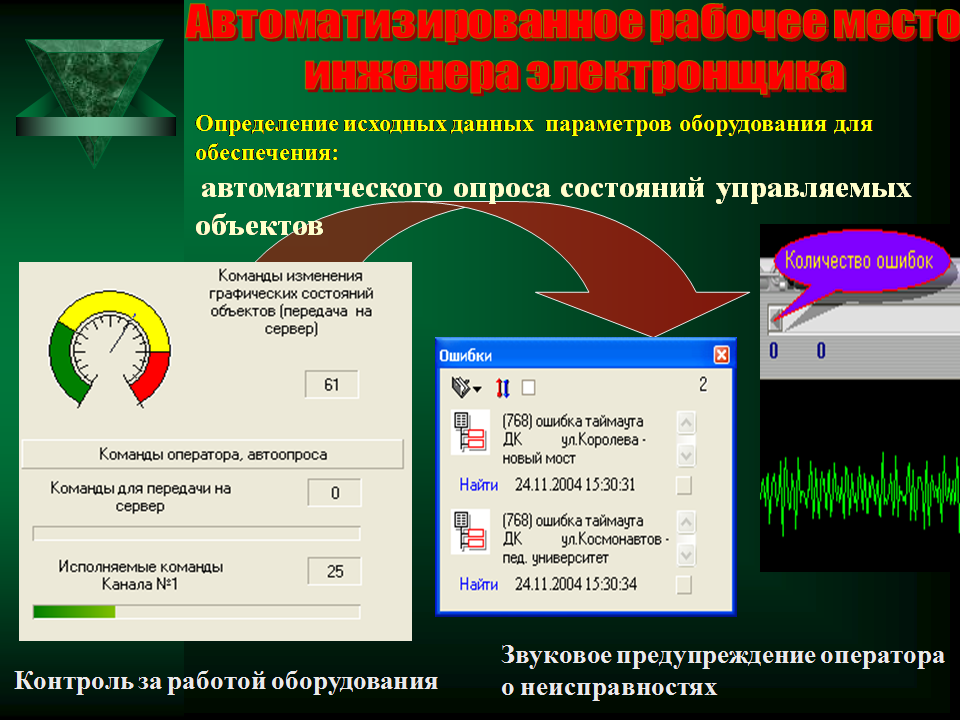 Автоматизированное рабочее место
инженера электронщика
Определение исходных данных параметров оборудования для
обеспечения:
автоматического опроса состояний управляемых
объектов
Команды изменения
графических состояний
объектов (передача на
сервер)
61
Команды оператора, автоопроса
Команды для передачи на
сервер
0
Исполняемые команды
Канала №1
25
Контроль за работой оборудования
Ошибки
2
(768) ошибка таймаута
ДК ул.Королева -
новый мост
Найти 24.11.2004 15:30:31
(768) ошибка таймаута
ДК ул.Космонавтов -
пед. университет
Найти 24.11.2004 15:30:34
Количество ошибок
0 0
Звуковое предупреждение оператора
о неисправностях